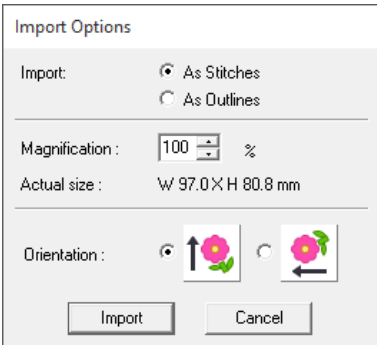 Import Options
Import: As Stitches
As Outlines
Magnification : 100 %
Actual size : W 97.0 X H 80.8 mm
Orientation :
Import Cancel